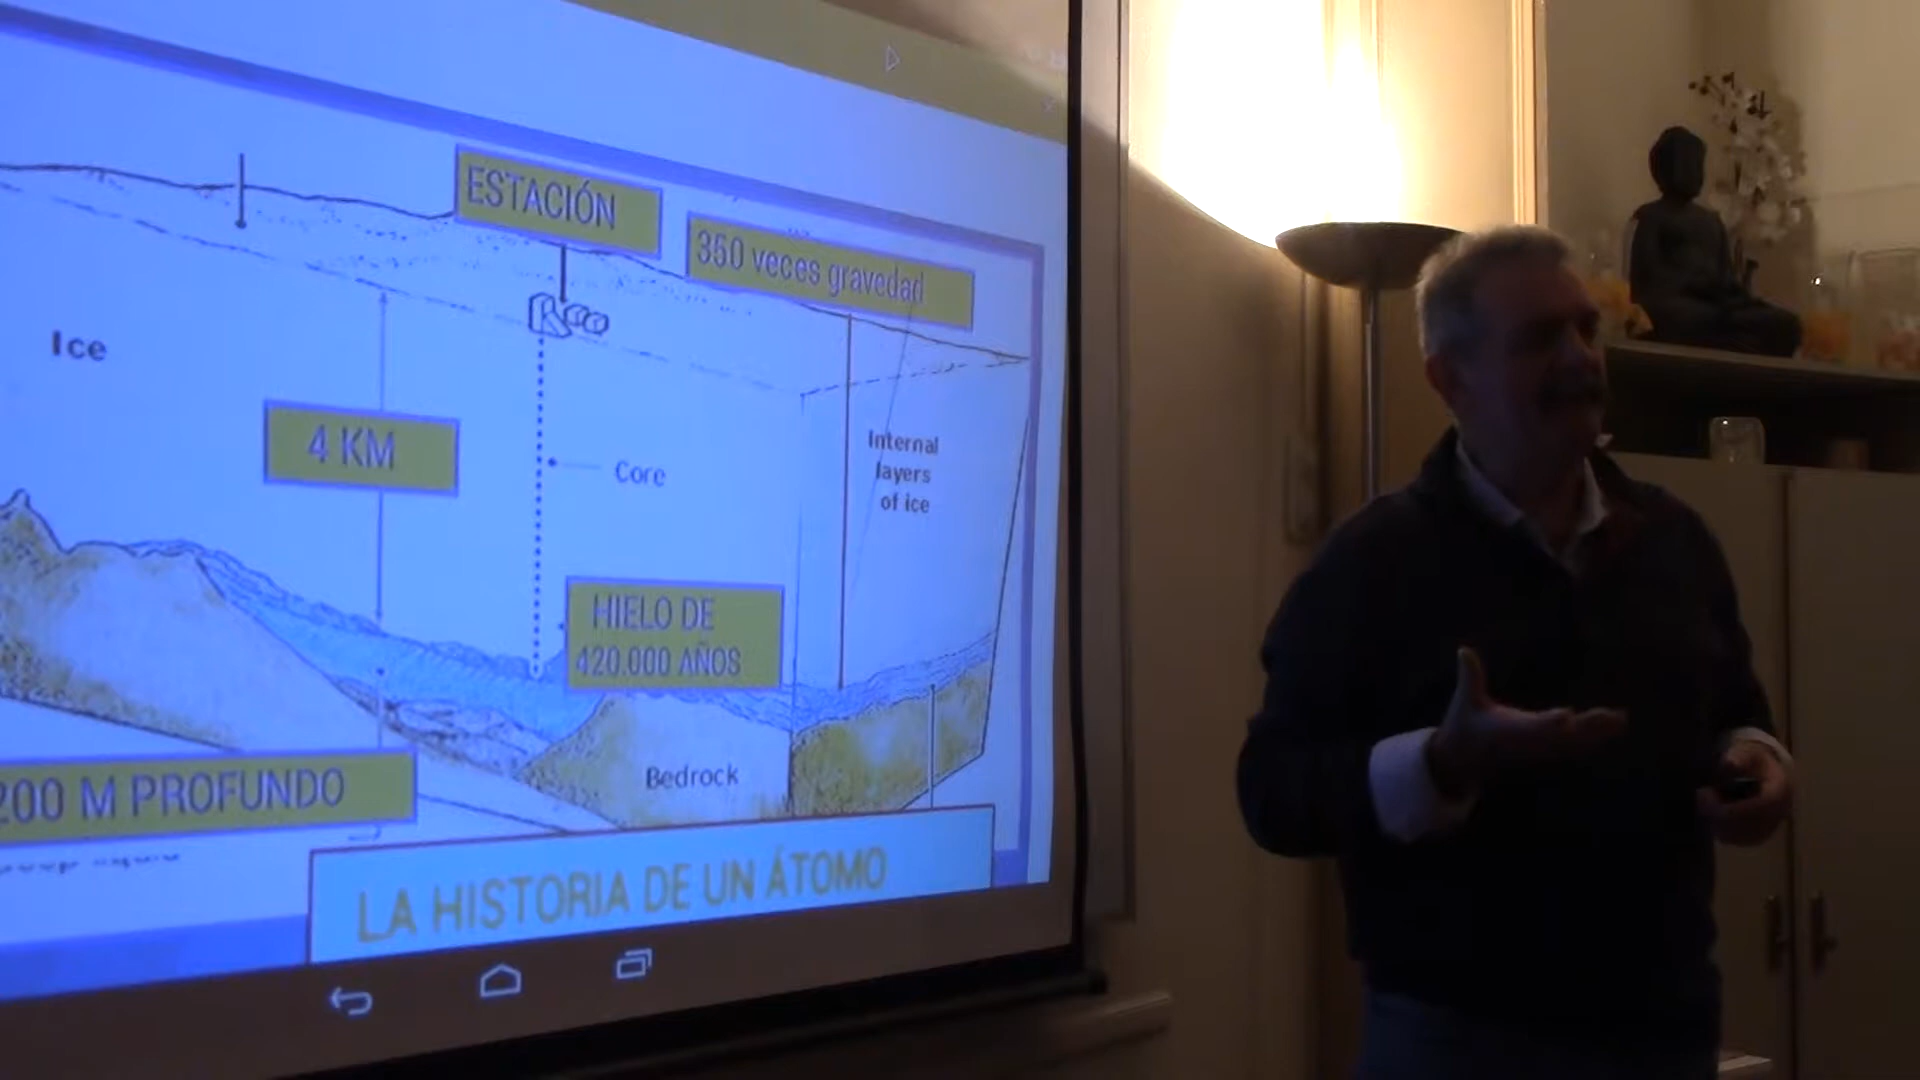 ESTACIÓN
350 veces gravedad
Ice
4 KM
Core
Internal
layers
of ice
HIELO DE
420.000 AÑOS
Bedrock
200 M PROFUNDO
LA HISTORIA DE UN ÁTOMO